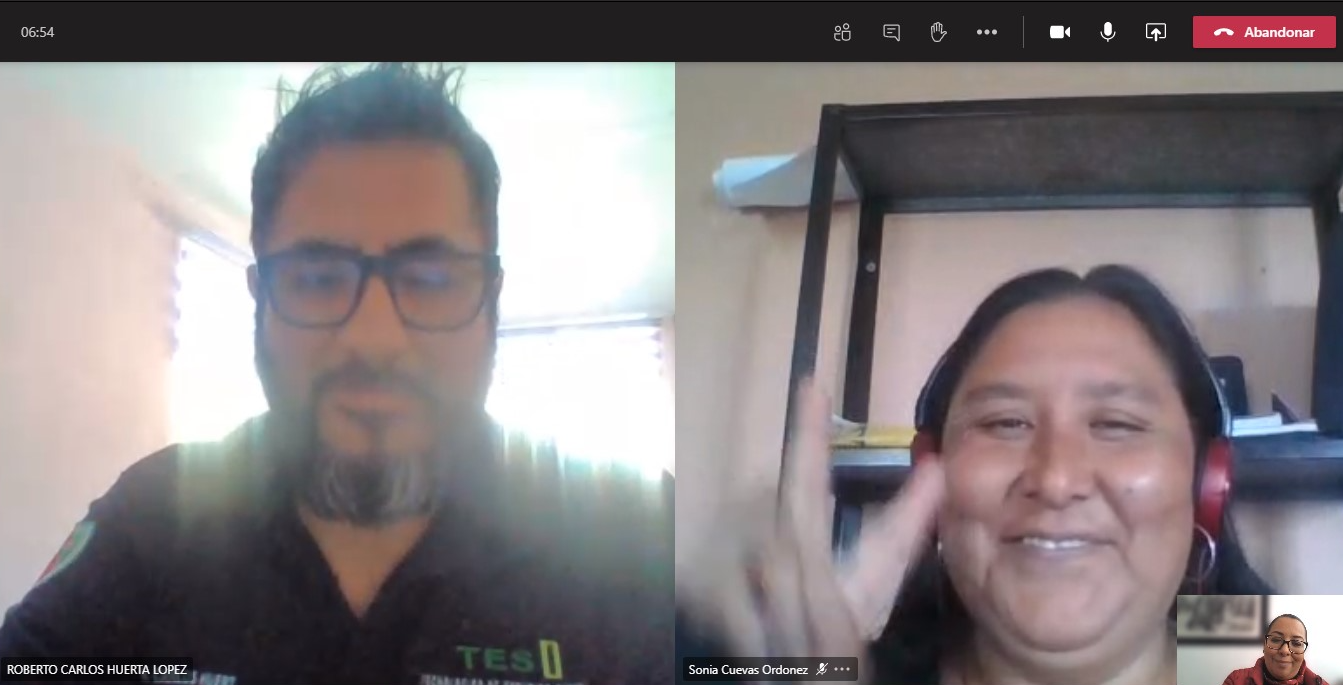 06:54
Abandonar
TES
ROBERTO CARLOS HUERTA LOPEZ
Sonia Cuevas Ordonez